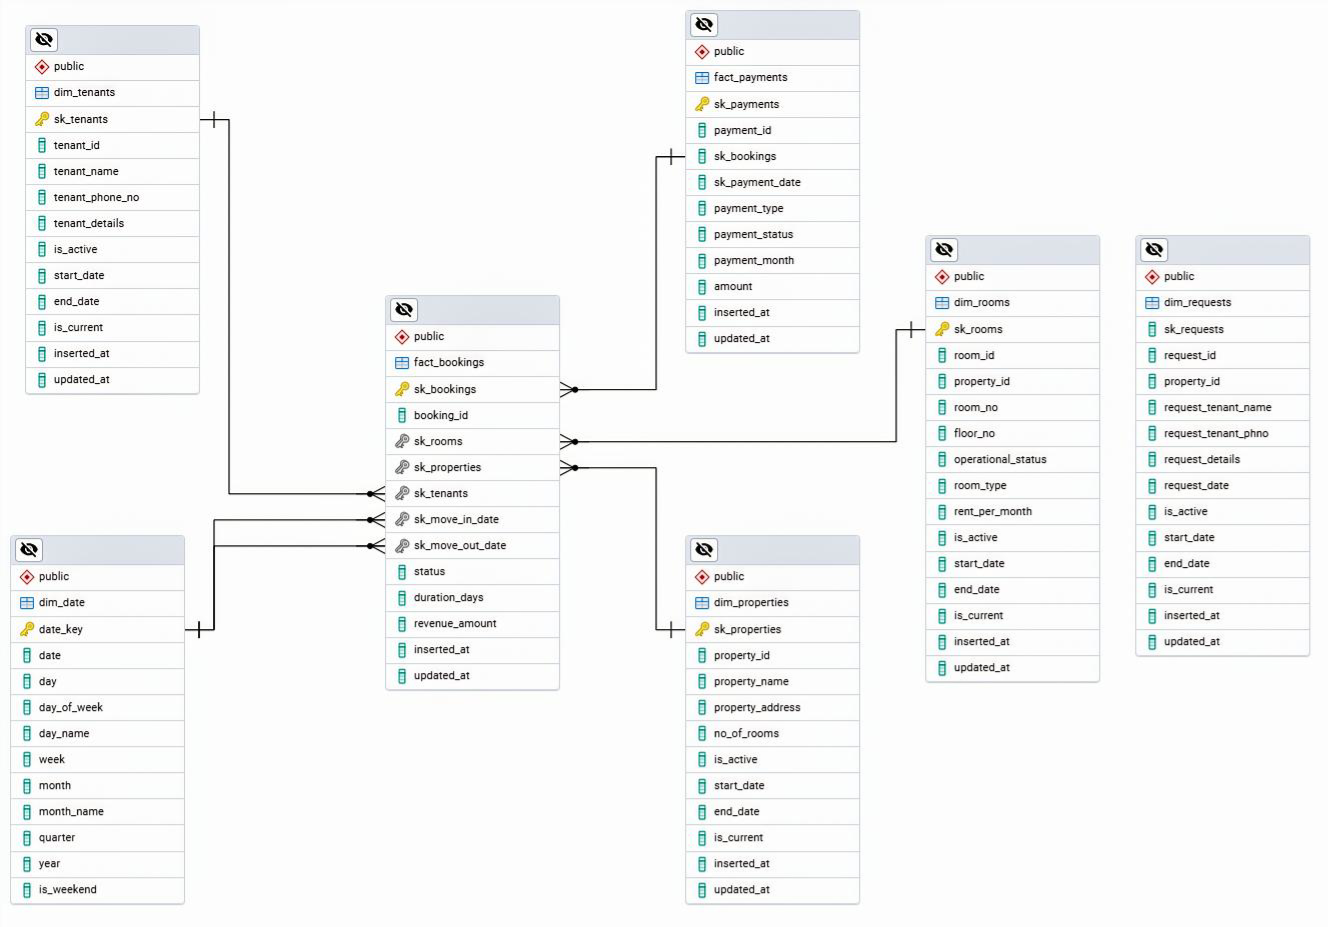 public
dim_tenants
sk_tenants
tenant_id
tenant_name
tenant_phone_no
tenant_details
is_active
start_date
end_date
is_current
inserted_at
updated_at
public
fact_payments
sk_payments
payment_id
sk_bookings
sk_payment_date
payment_type
payment_status
payment_month
amount
inserted_at
updated_at
public
fact_bookings
sk_bookings
booking_id
sk_rooms
sk_properties
sk_tenants
sk_move_in_date
sk_move_out_date
status
duration_days
revenue_amount
inserted_at
updated_at
public
dim_rooms
sk_rooms
room_id
property_id
room_no
floor_no
operational_status
room_type
rent_per_month
is_active
start_date
end_date
is_current
inserted_at
updated_at
public
dim_requests
sk_requests
request_id
property_id
request_tenant_name
request_tenant_phno
request_details
request_date
is_active
start_date
end_date
is_current
inserted_at
updated_at
public
dim_date
date_key
date
day
day_of_week
day_name
week
month
month_name
quarter
year
is_weekend
public
dim_properties
sk_properties
property_id
property_name
property_address
no_of_rooms
is_active
start_date
end_date
is_current
inserted_at
updated_at